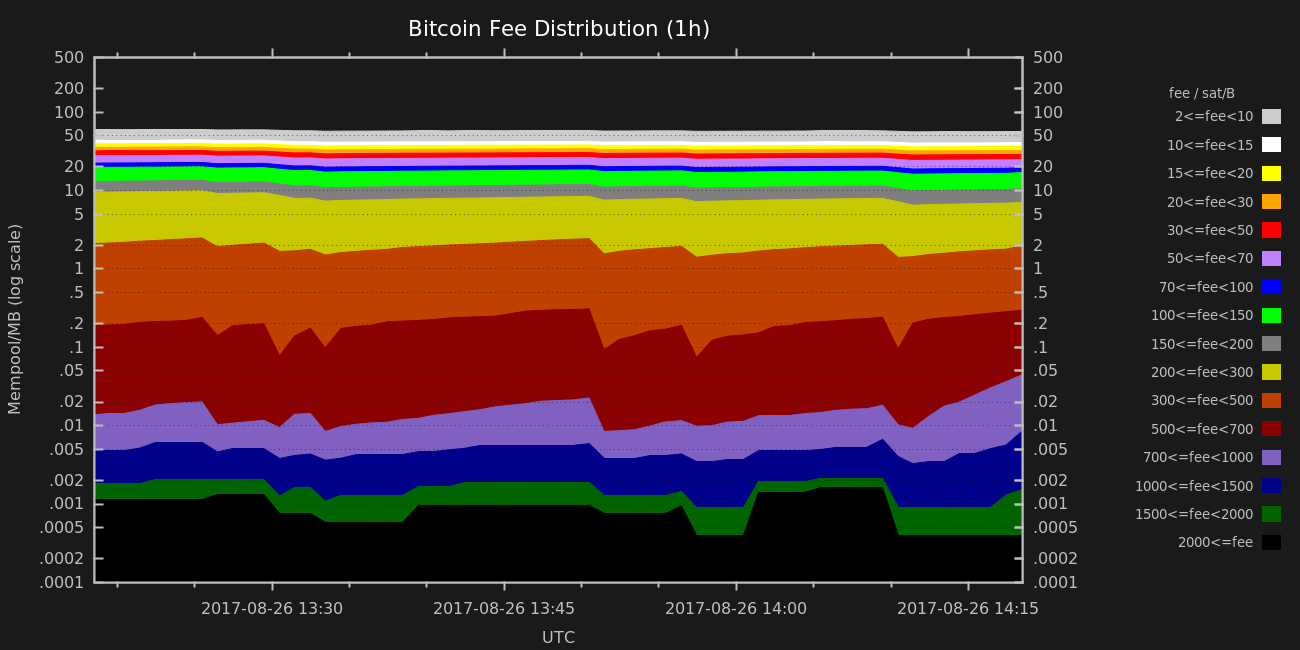 Bitcoin Fee Distribution (1h)
500 500
200 200
100 100
50 50
20 20
10 10
5 5
2 2
1 1
.5 .5
.2 .2
.1 .1
.05 .05
.02 .02
.01 .01
.005 .005
.002 .002
.001 .001
.0005 .0005
.0002 .0002
.0001 .0001
Mempool/MB (log scale)
2017-08-26 13:30 2017-08-26 13:45 2017-08-26 14:00 2017-08-26 14:15
UTC
fee / sat/B
2<=fee<10
10<=fee<15
15<=fee<20
20<=fee<30
30<=fee<50
50<=fee<70
70<=fee<100
100<=fee<150
150<=fee<200
200<=fee<300
300<=fee<500
500<=fee<700
700<=fee<1000
1000<=fee<1500
1500<=fee<2000
2000<=fee